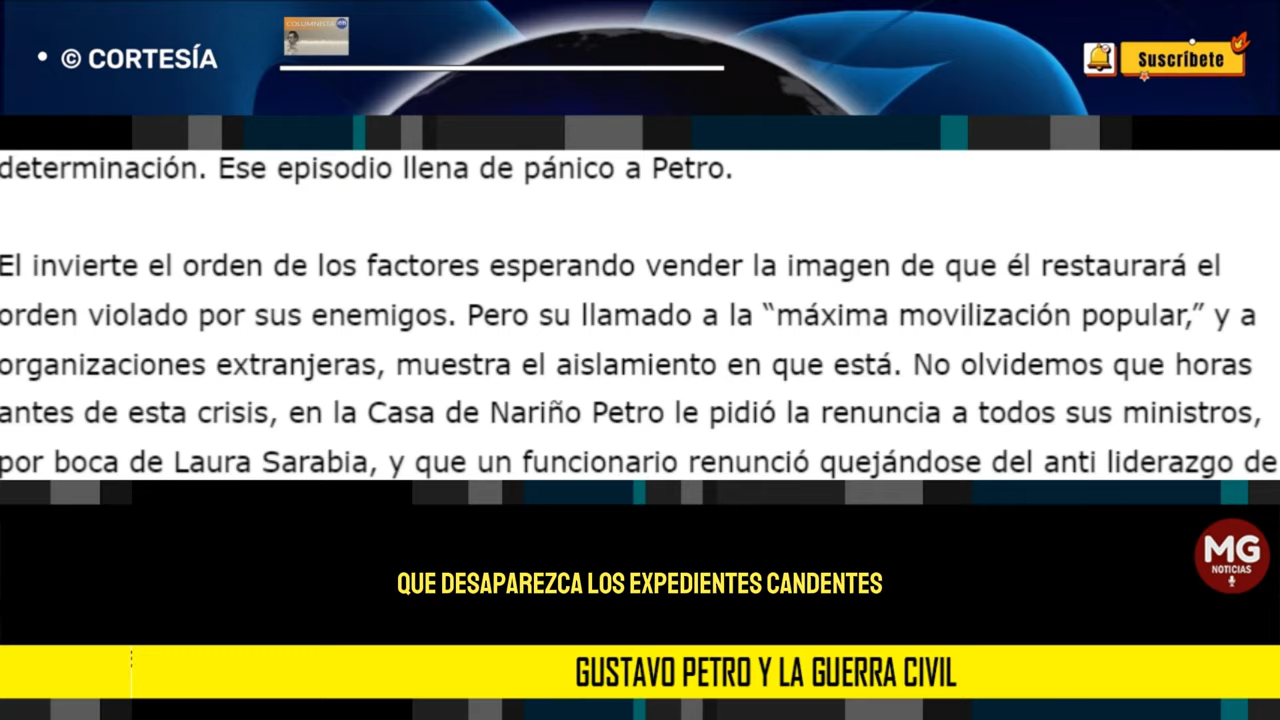 • © CORTESÍA
COLUMNISTA
Suscríbete
determinación. Ese episodio llena de pánico a Petro.
El invierte el orden de los factores esperando vender la imagen de que él restaurará el
orden violado por sus enemigos. Pero su llamado a la “máxima movilización popular,” y a
organizaciones extranjeras, muestra el aislamiento en que está. No olvidemos que horas
antes de esta crisis, en la Casa de Nariño Petro le pidió la renuncia a todos sus ministros,
por boca de Laura Sarabia, y que un funcionario renunció quejándose del anti liderazgo de
MG
NOTICIAS
QUE DESAPAREZCA LOS EXPEDIENTES CANDENTES
GUSTAVO PETRO Y LA GUERRA CIVIL